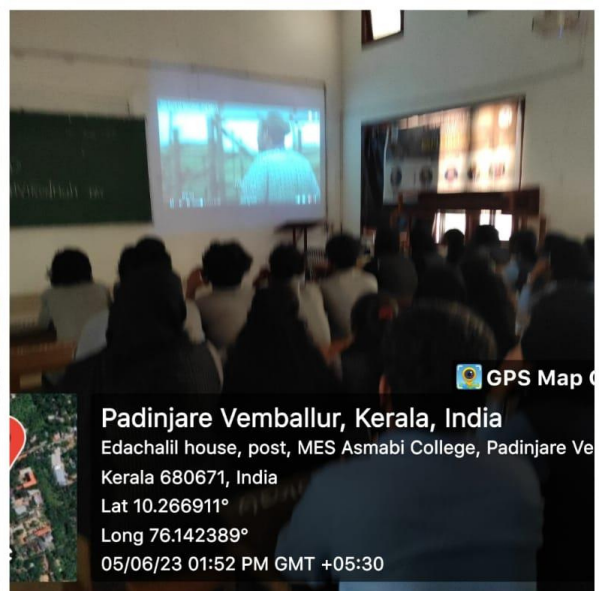 GPS Map
Padinjare Vemballur, Kerala, India
Edachalil house, post, MES Asmabi College, Padinjare Ve
Kerala 680671, India
Lat 10.266911°
Long 76.142389°
05/06/23 01:52 PM GMT +05:30